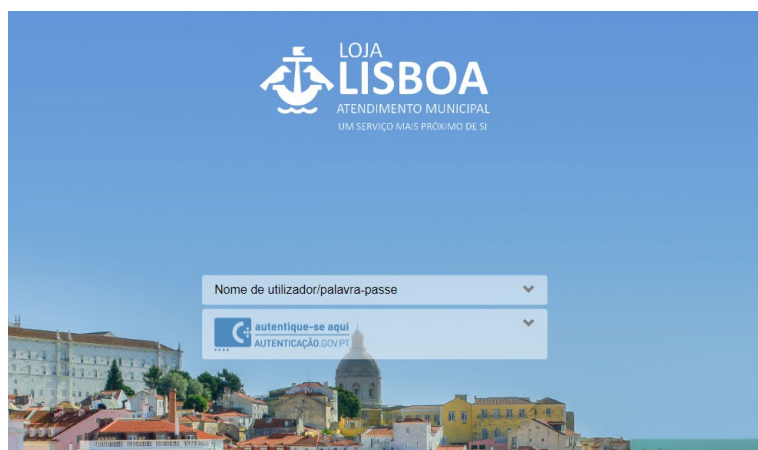 LOJA
LISBOA
ATENDIMENTO MUNICIPAL
UM SERVIÇO MAIS PRÓXIMO DE SI
Nome de utilizador/palavra-passe
autentique-se aqui
AUTENTICAÇÃO.GOV.PT